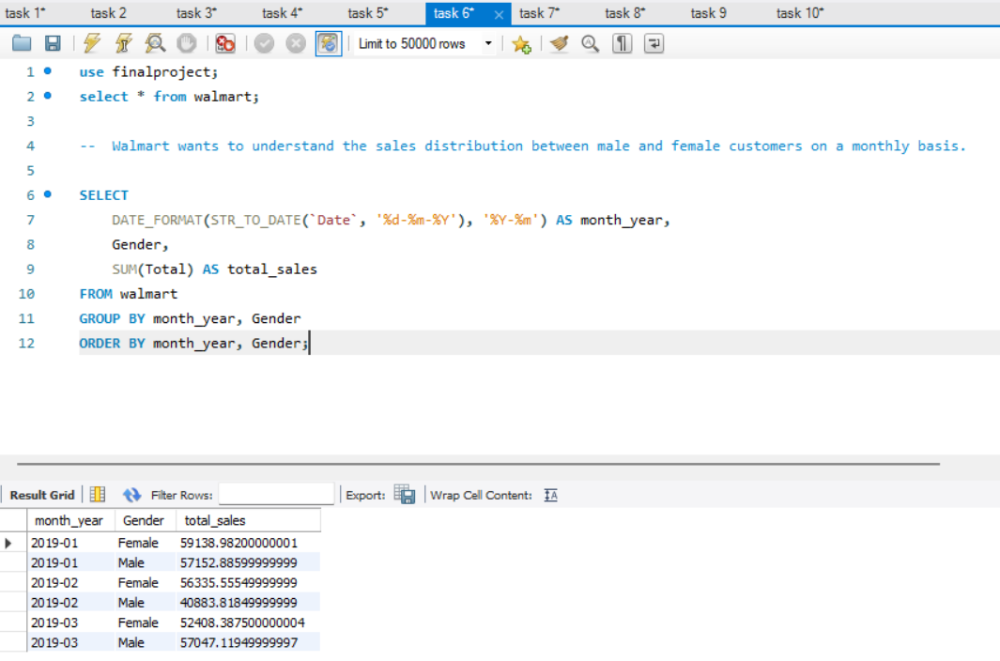 task 1* task 2 task 3* task 4* task 5* task 6* × task 7* task 8* task 9 task 10*
Limit to 50000 rows
1 use finalproject;
2 select * from walmart;
3
4 -- Walmart wants to understand the sales distribution between male and female customers on a monthly basis.
5
6 SELECT
7 DATE_FORMAT(STR_TO_DATE(`Date`, '%d-%m-%Y'), '%Y-%m') AS month_year,
8 Gender,
9 SUM(Total) AS total_sales
10 FROM walmart
11 GROUP BY month_year, Gender
12 ORDER BY month_year, Gender;
Result Grid Filter Rows: Export: Wrap Cell Content: IA
month_year Gender total_sales
2019-01 Female 59138.98200000001
2019-01 Male 57152.88599999999
2019-02 Female 56335.55549999999
2019-02 Male 40883.81849999999
2019-03 Female 52408.387500000004
2019-03 Male 57047.11949999997